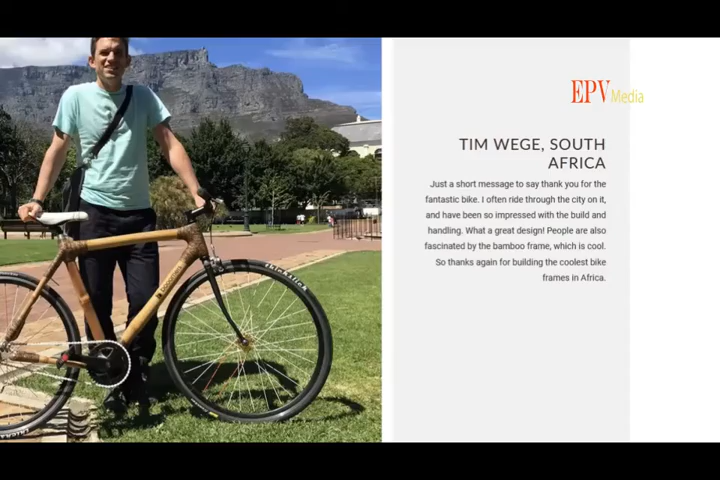 EPV Media
TIM WEGE, SOUTH
AFRICA
Just a short message to say thank you for the
fantastic bike. I often ride through the city on it,
and have been so impressed with the build and
handling. What a great design! People are also
fascinated by the bamboo frame, which is cool.
So thanks again for building the coolest bike
frames in Africa.